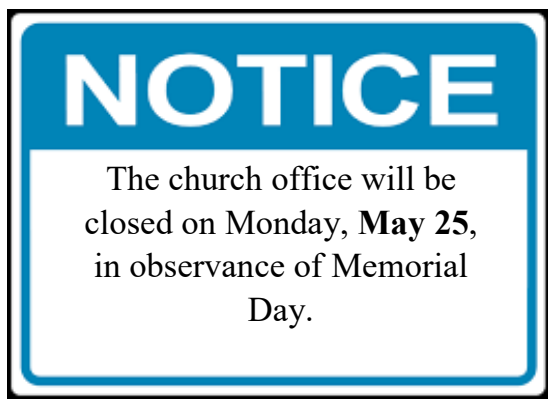 NOTICE
The church office will be
closed on Monday, May 25,
in observance of Memorial
Day.